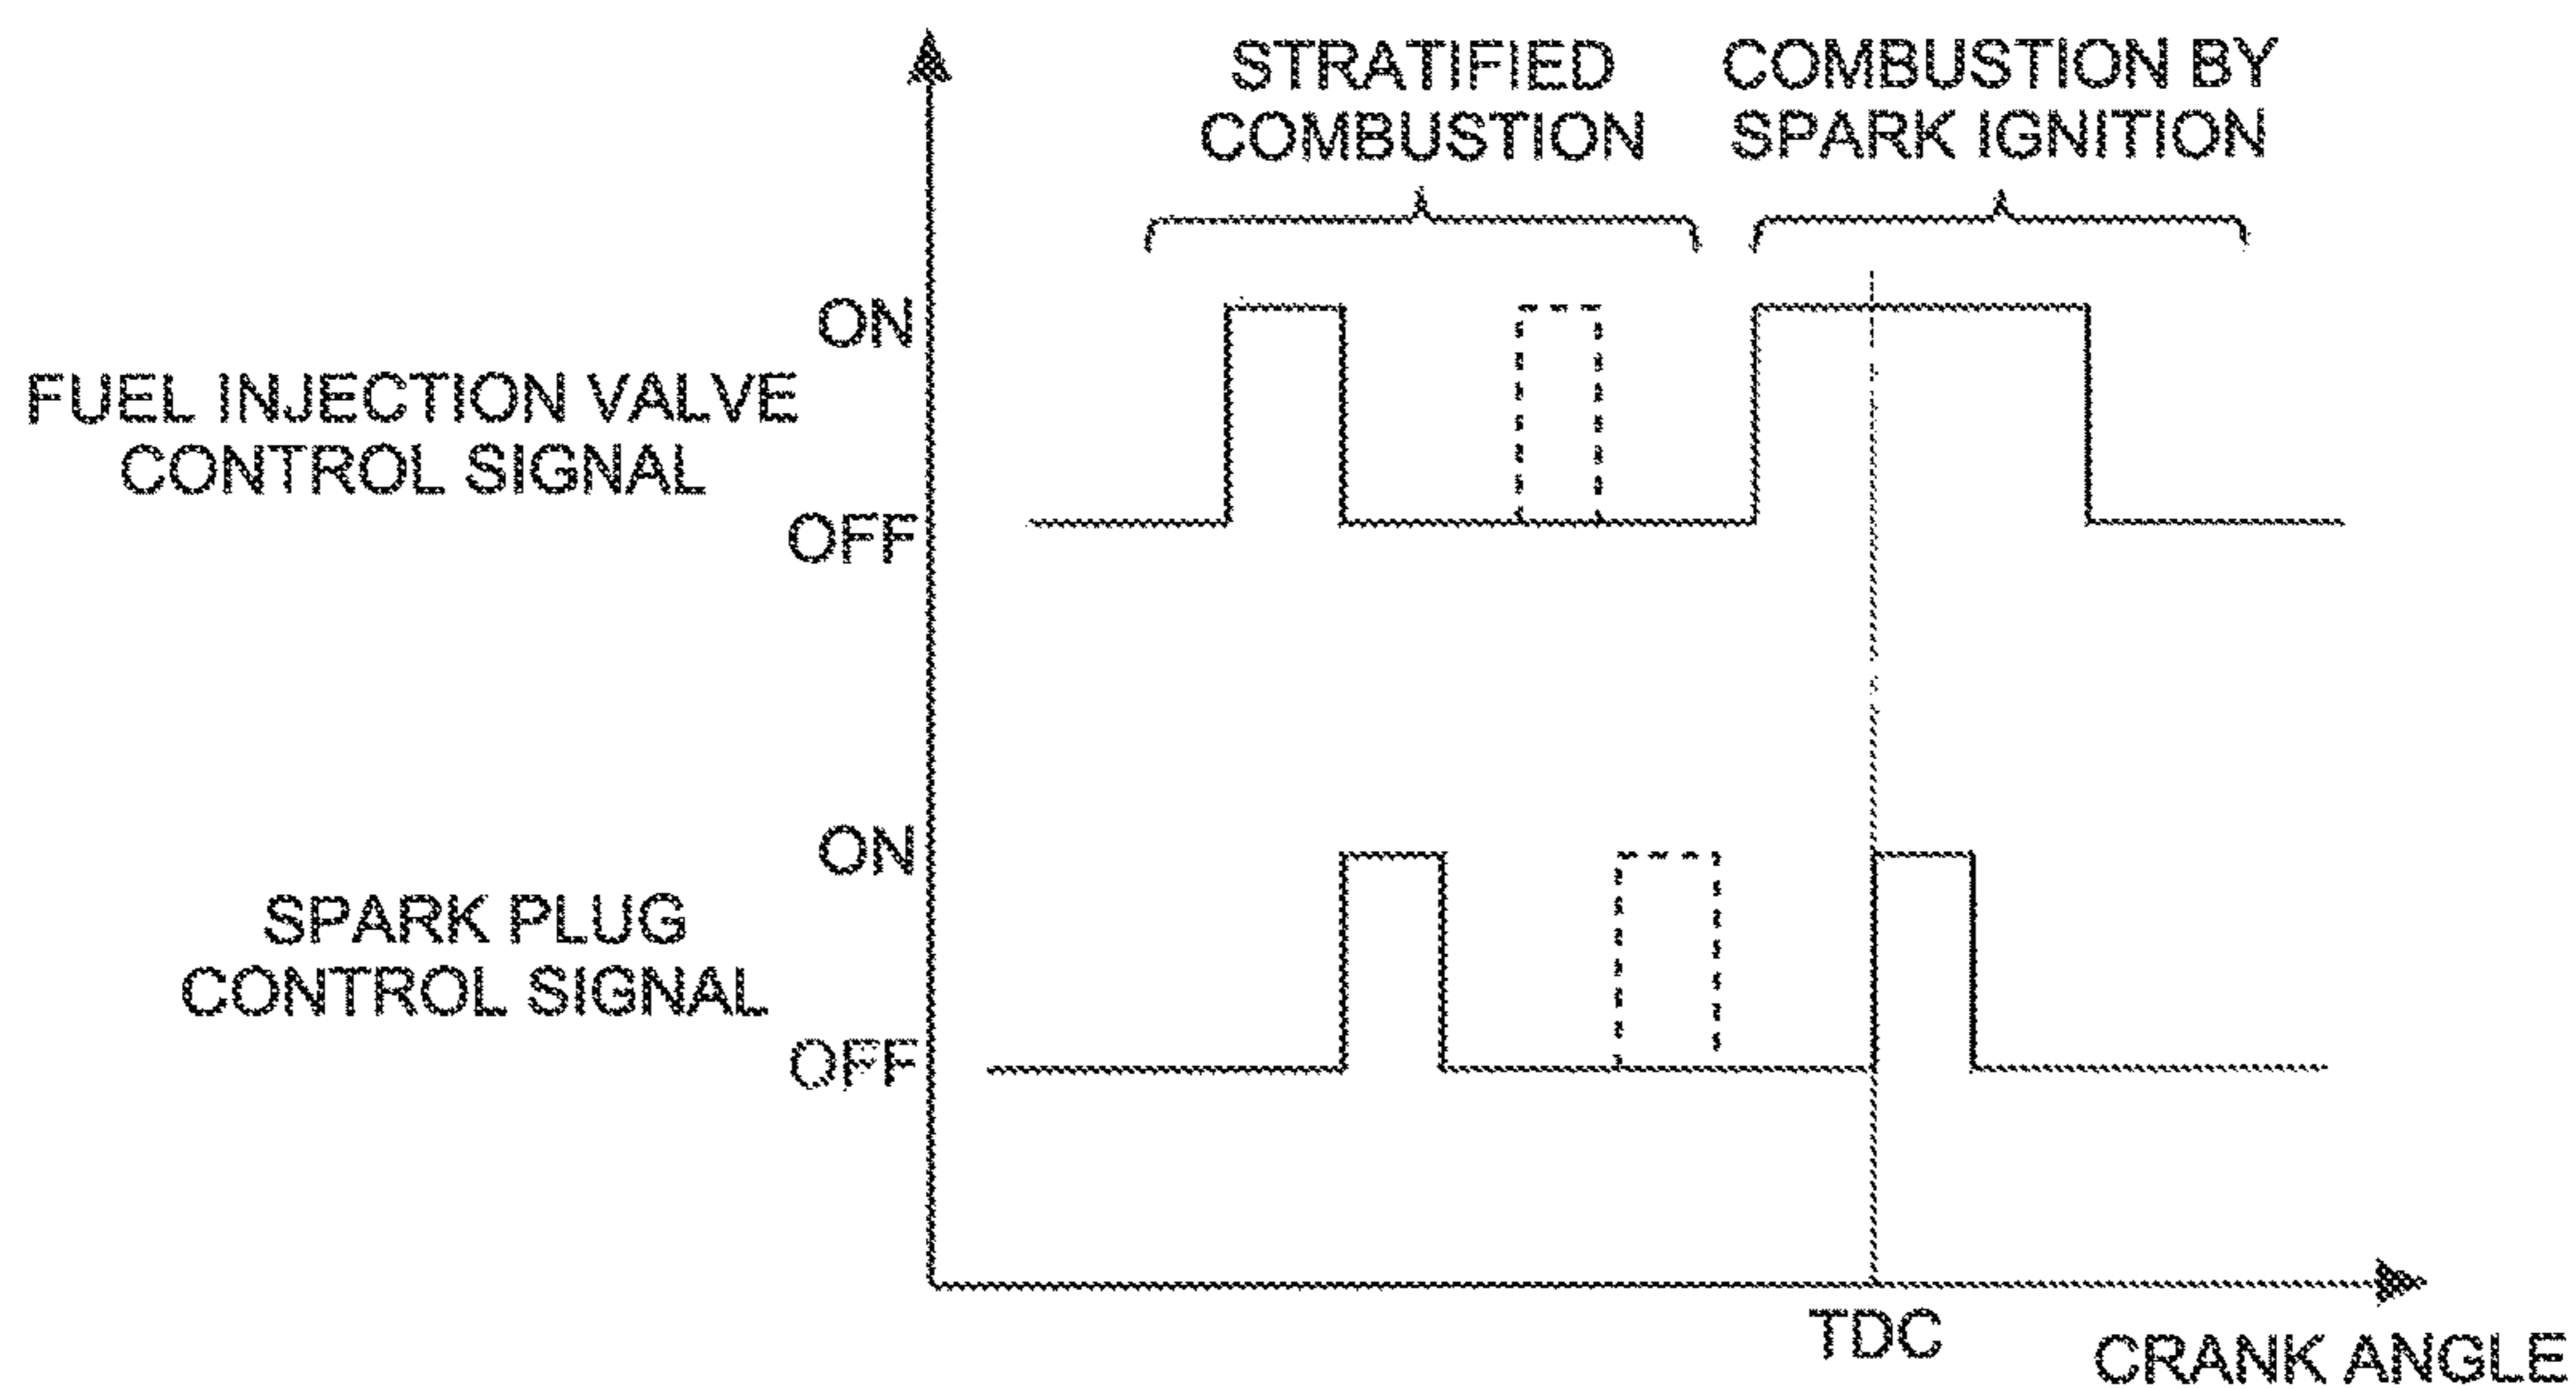 STRATIFIED
COMBUSTION
COMBUSTION BY
SPARK IGNITION
ON
FUEL INJECTION VALVE
CONTROL SIGNAL
OFF
ON
SPARK PLUG
CONTROL SIGNAL
OFF
TDC
CRANK ANGLE